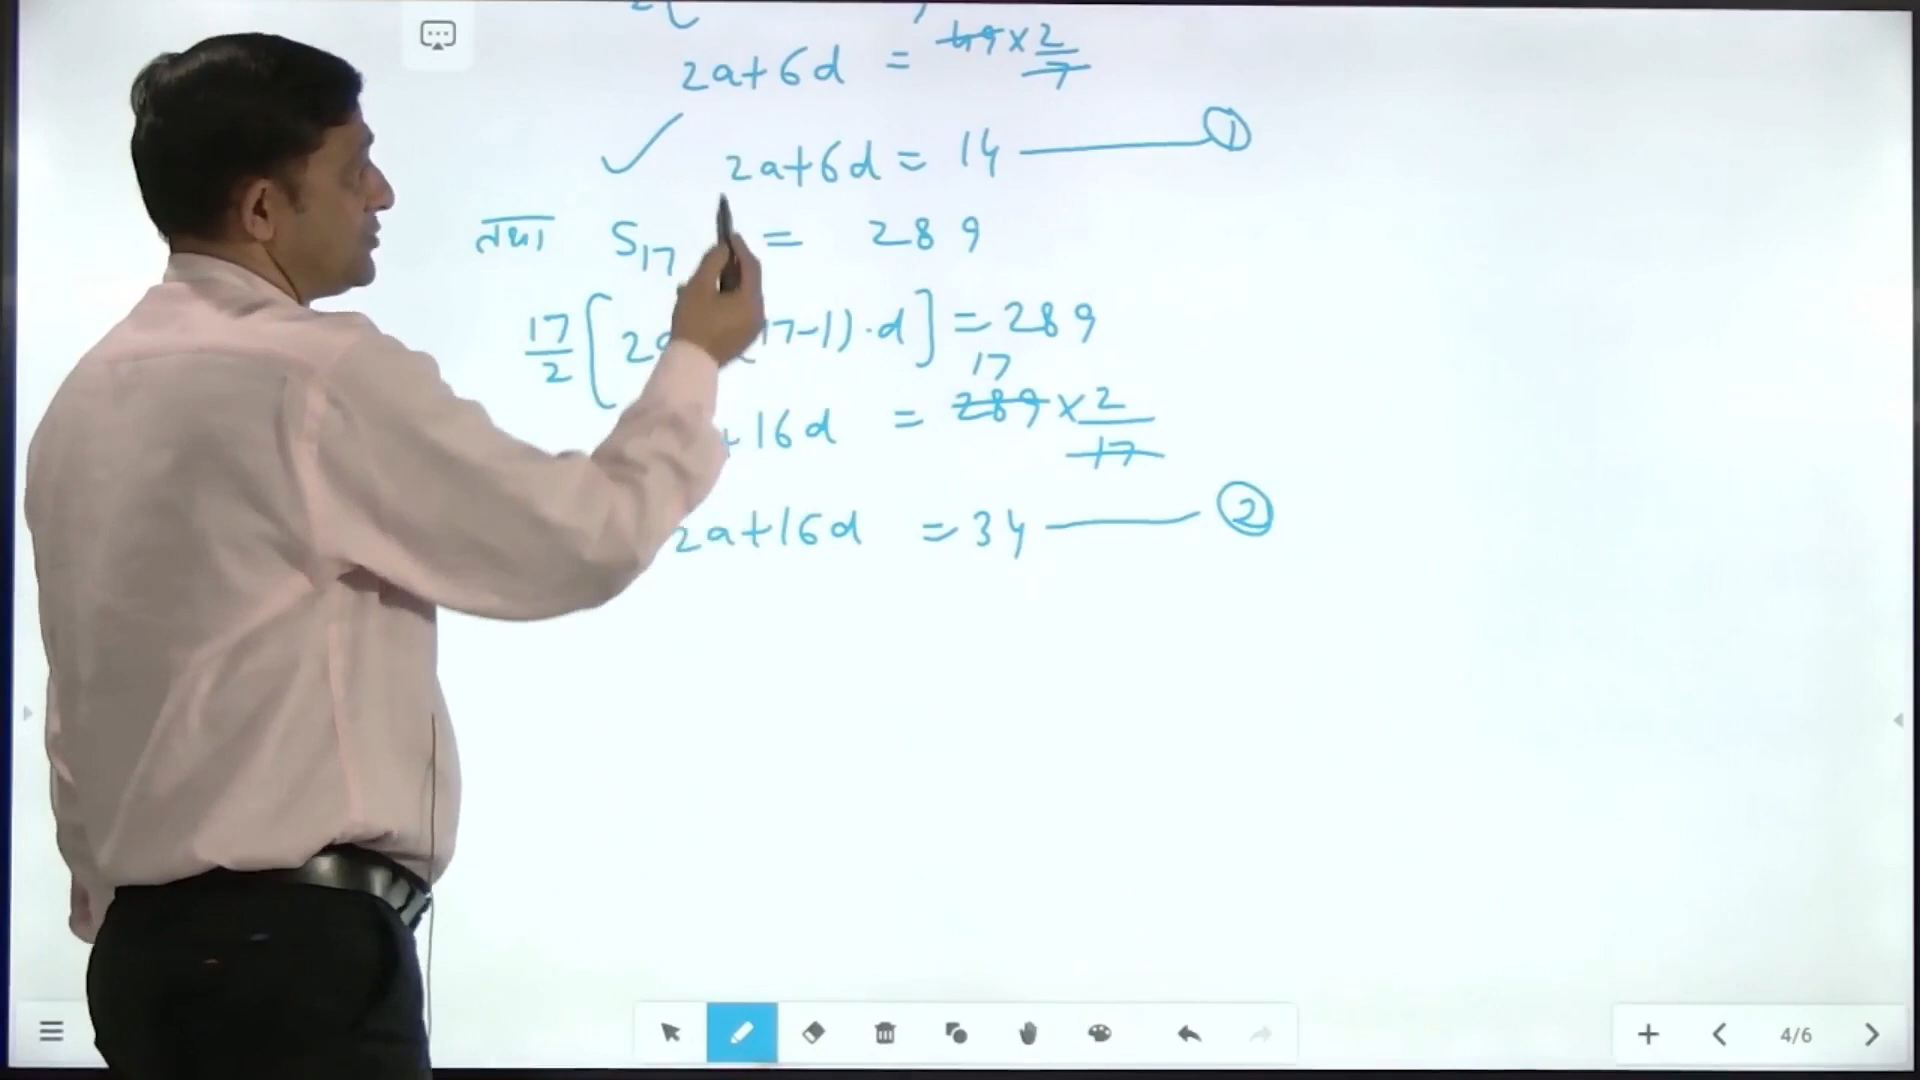 2a+6d = 49×2/7
2a+6d = 14 ① 
तथा S17 = 289
17/2 [2a 17-1)·d] = 289
17
+16d = 289×2/17
2a+16d = 34 ②
4/6